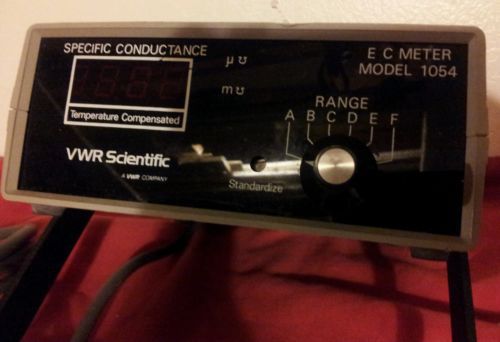 SPECIFIC CONDUCTANCE
µ℧
m℧
Temperature Compensated
VWR Scientific
A VWR COMPANY
Standardize
E C METER
MODEL 1054
RANGE
A B C D E F